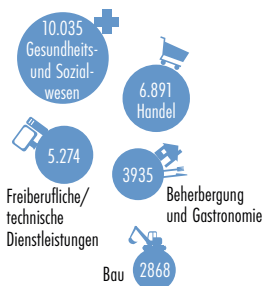 10.035
Gesundheits-
und Sozial-
wesen
6.891
Handel
5.274
Freiberufliche/
technische
Dienstleistungen
3935
Beherbergung
und Gastronomie
Bau 2868